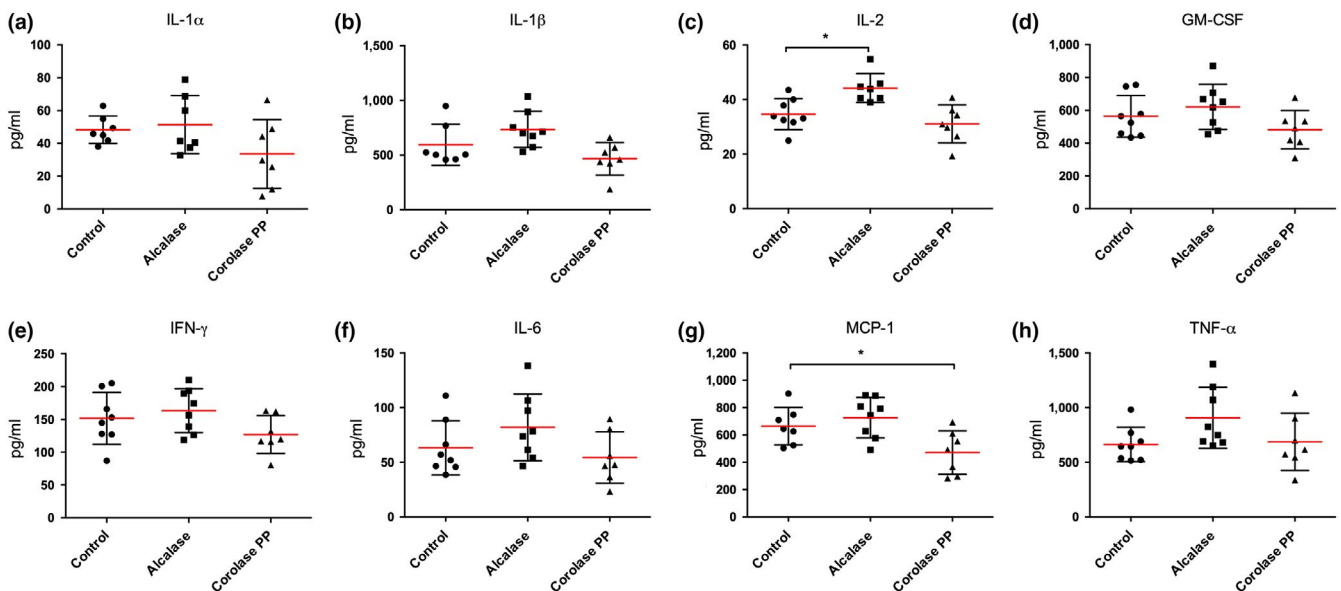 (a) IL-1α
100
80
60
40
20
0
pg/ml
Control
Alcalase
Corolase PP
(b) IL-1β
1,500
1,000
500
0
pg/ml
Control
Alcalase
Corolase PP
(c) IL-2
60
40
20
0
pg/ml
*
Control
Alcalase
Corolase PP
(d) GM-CSF
1,000
800
600
400
200
0
pg/ml
Control
Alcalase
Corolase PP
(e) IFN-γ
250
200
150
100
50
0
pg/ml
Control
Alcalase
Corolase PP
(f) IL-6
150
100
50
0
pg/ml
Control
Alcalase
Corolase PP
(g) MCP-1
1,200
1,000
800
600
400
200
0
pg/ml
*
Control
Alcalase
Corolase PP
(h) TNF-α
1,500
1,000
500
0
pg/ml
Control
Alcalase
Corolase PP